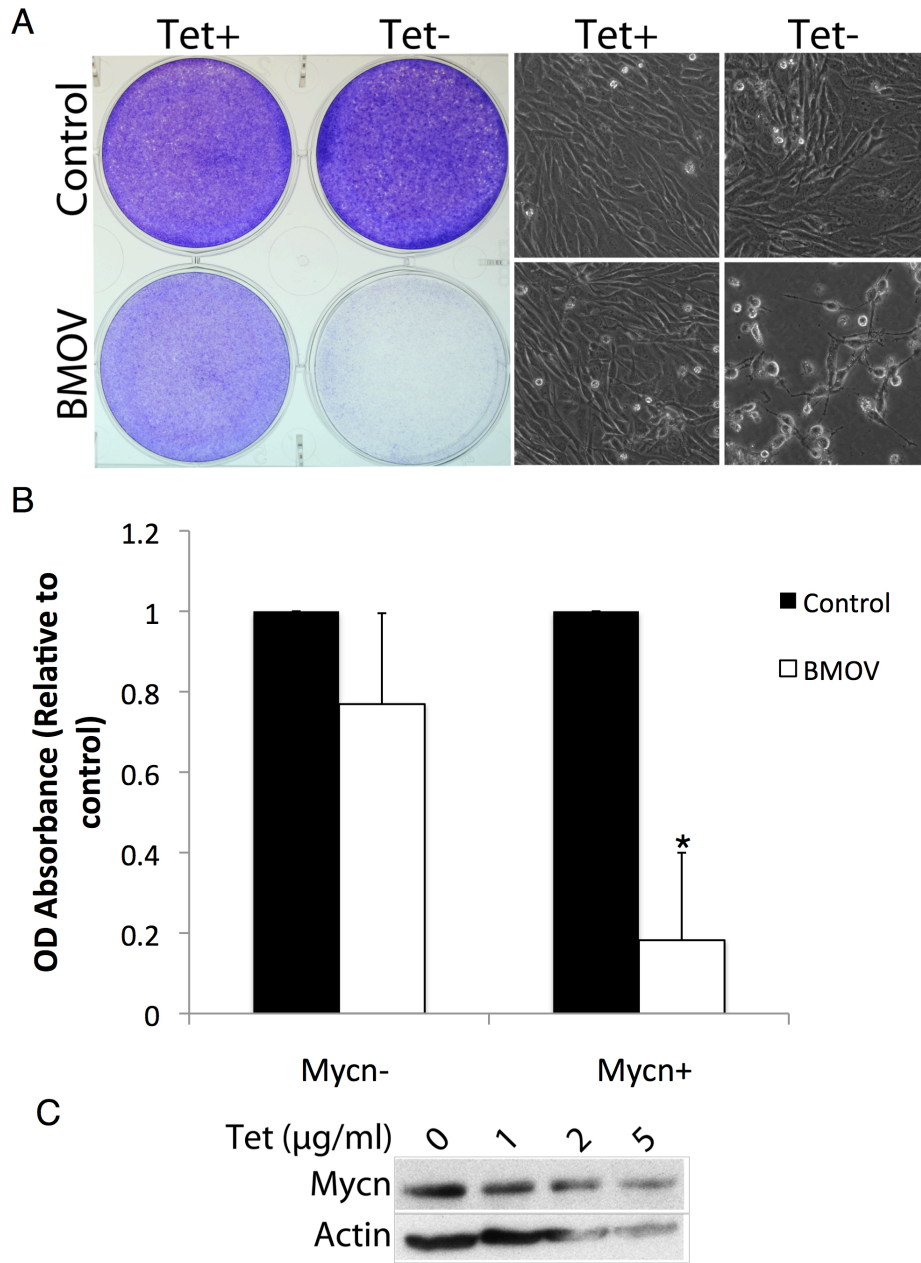 A
Tet+ Tet- Tet+ Tet-
Control
BMOV
B
OD Absorbance (Relative to
control)
1.2
1
0.8
0.6
0.4
0.2
0
*
Control
BMOV
Mycn- Mycn+
C
Tet (µg/ml) 0 1 2 5
Mycn
Actin